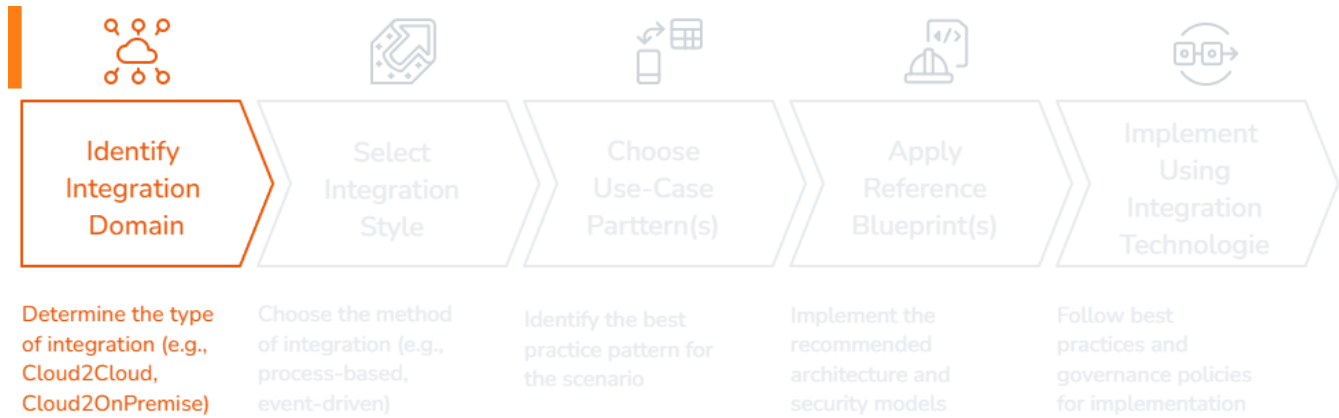 Identify
Integration
Domain
Select
Integration
Style
Choose
Use-Case
Parttern(s)
Apply
Reference
Blueprint(s)
Implement
Using
Integration
Technologie
Determine the type
of integration (e.g.,
Cloud2Cloud,
Cloud2OnPremise)
Choose the method
of integration (e.g.,
process-based,
event-driven)
Identify the best
practice pattern for
the scenario
Implement the
recommended
architecture and
security models
Follow best
practices and
governance policies
for implementation